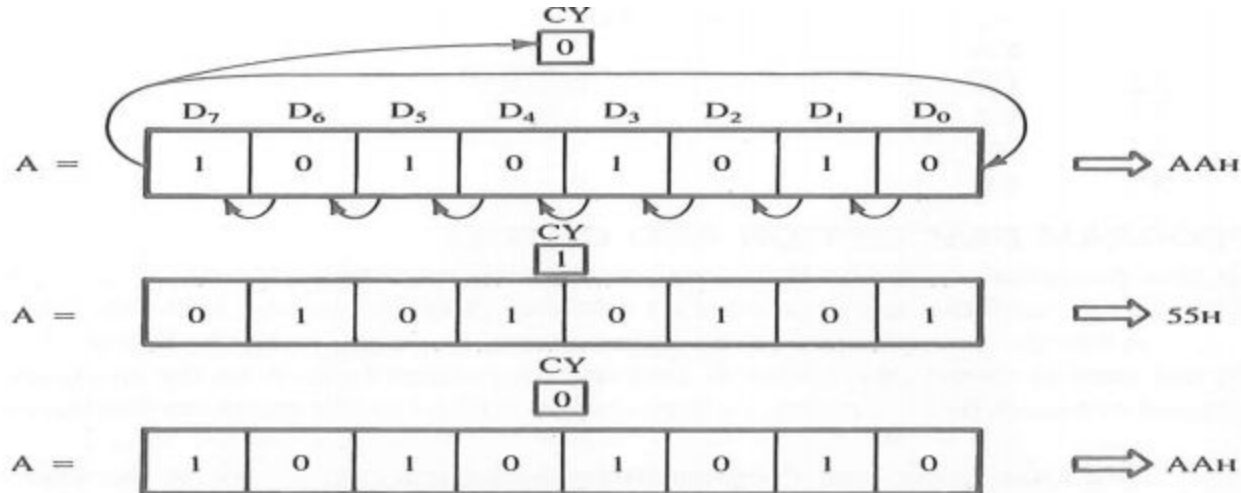 CY
0
D₇ D₆ D₅ D₄ D₃ D₂ D₁ D₀
A = 1 0 1 0 1 0 1 0 AAH
CY
1
A = 0 1 0 1 0 1 0 1 55H
CY
0
A = 1 0 1 0 1 0 1 0 AAH